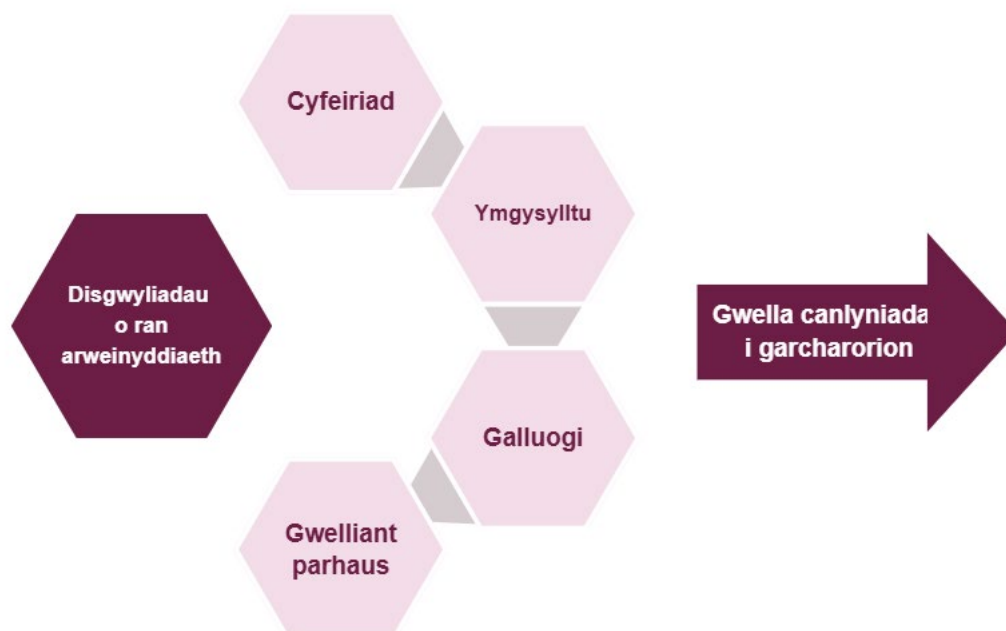 Cyfeiriad
Ymgysylltu
Disgwyliadau
o ran
arweinyddiaeth
Gwella canlyniada
i garcharorion
Galluogi
Gwelliant
parhaus